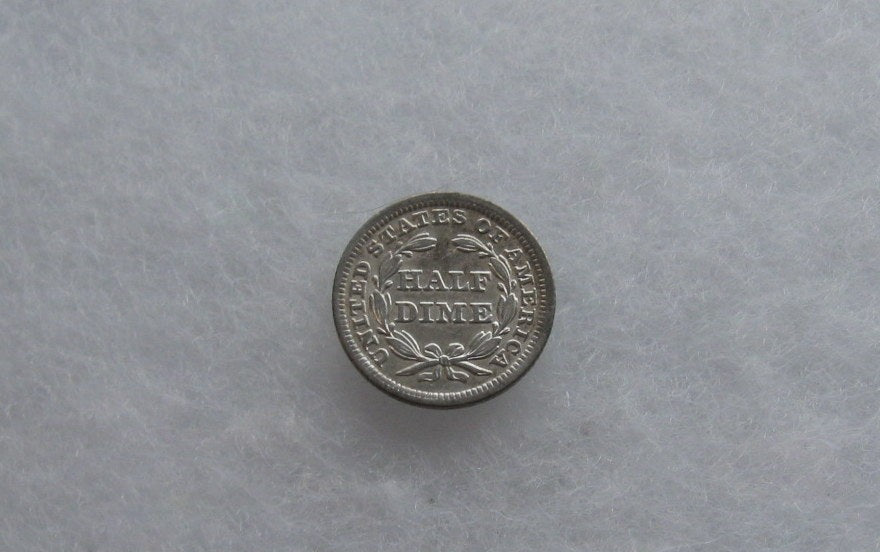 UNITED STATES OF AMERICA
HALF
DIME